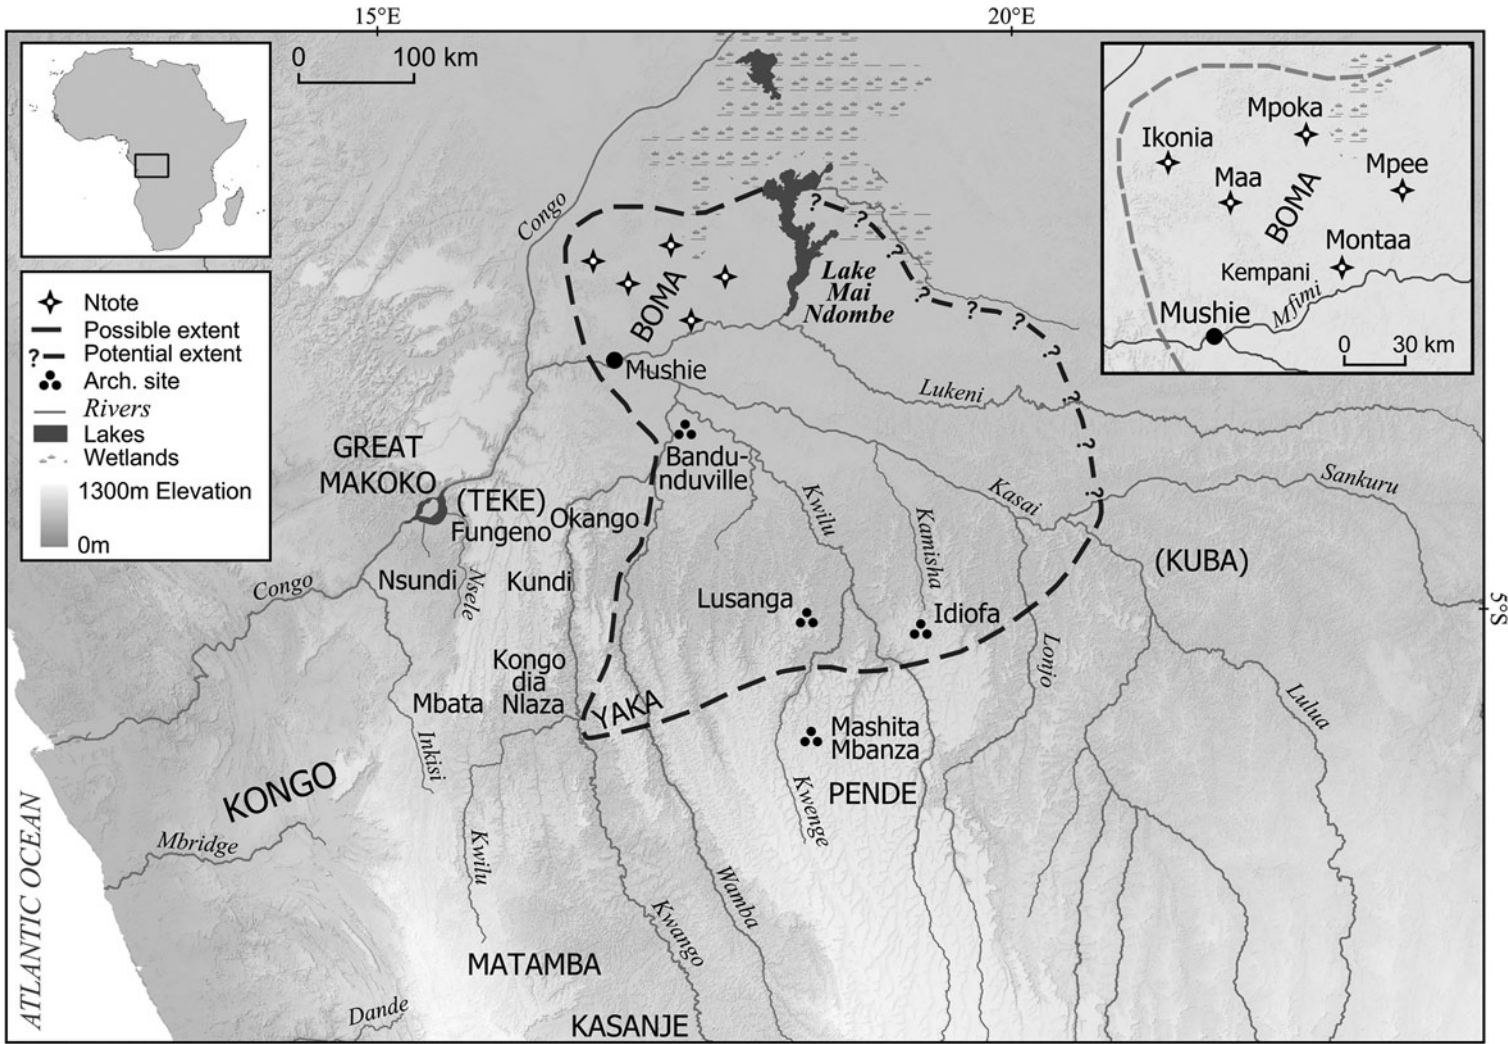 15°E
20°E
0 100 km
Ntote
Possible extent
? Potential extent
Arch. site
Rivers
Lakes
Wetlands
1300m Elevation
0m
Mpoka
Ikonia
Mpee
Maa
BOMA
Montaa
Kempani
Mfimi
Mushie
0 30 km
Congo
?
?
?
?
?
?
?
?
?
?
BOMA
Lake
Mai
Ndombe
Mushie
Lukeni
GREAT
MAKOKO
(TEKE)
Fungeno
Okango
Bandu-
nduville
Kwilu
Kamisha
Kasai
Sankuru
Congo
Nsundi
Nsele
Kundi
Lusanga
Idiofa
(KUBA)
5°S
Kongo
dia
Nlaza
Mbata
YAKA
Lonjo
Lulua
Inkisi
Mashita
Mbanza
PENDE
Kwenge
KONGO
Mbridge
Kwilu
Wamba
Kwango
ATLANTIC OCEAN
MATAMBA
Dande
KASANJE